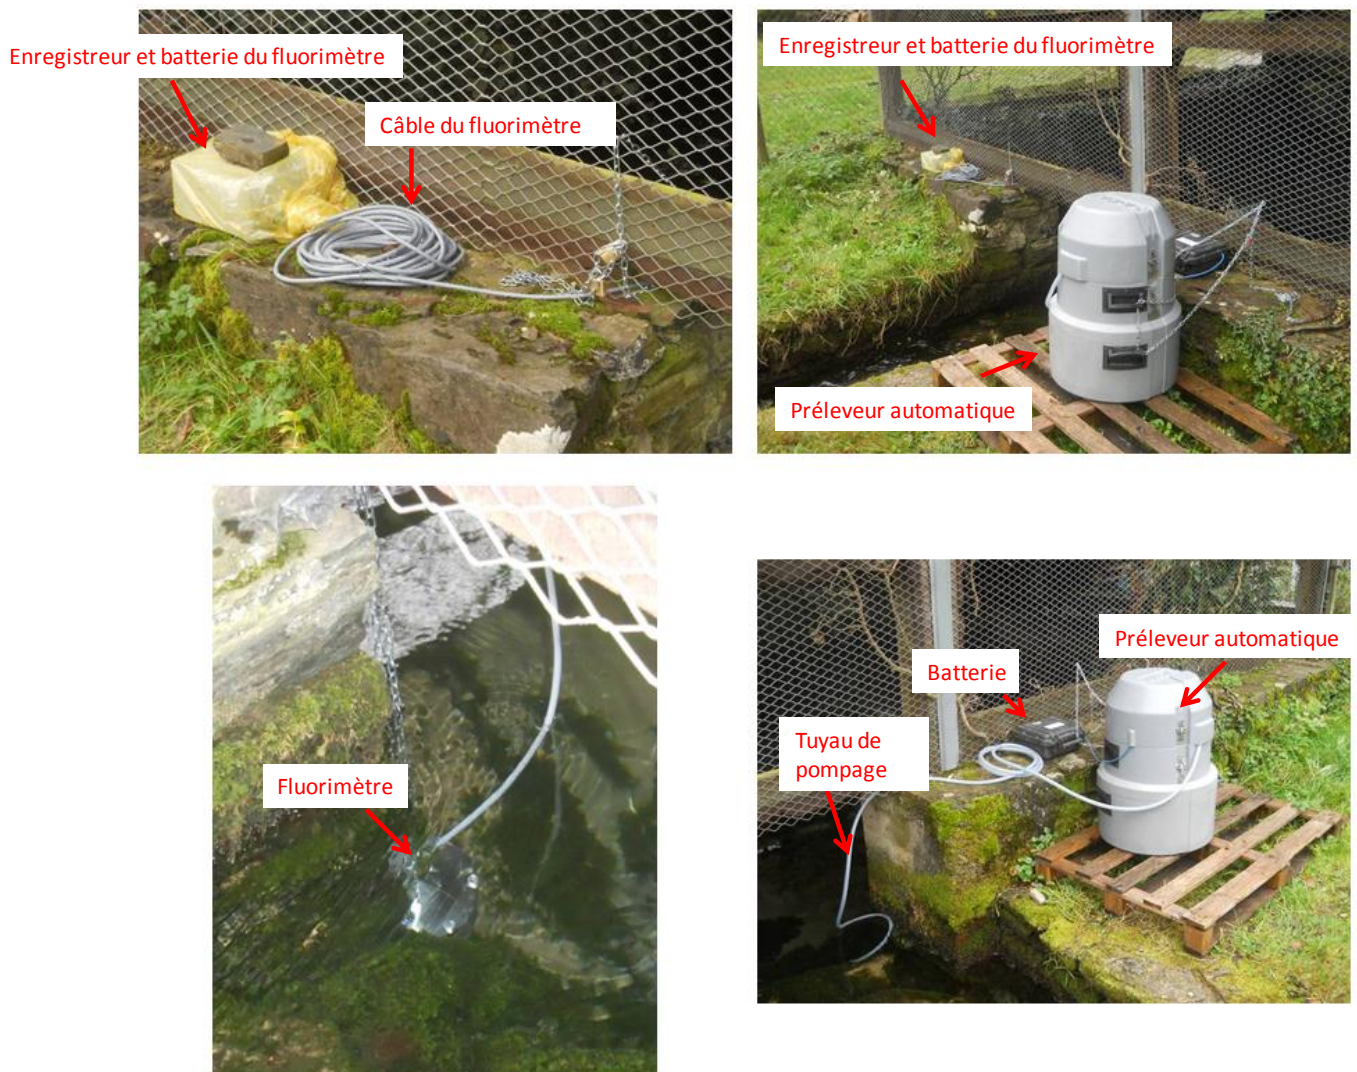 Enregistreur et batterie du fluorimètre
Câble du fluorimètre
Enregistreur et batterie du fluorimètre
Préleveur automatique
Fluorimètre
Préleveur automatique
Batterie
Tuyau de
pompage